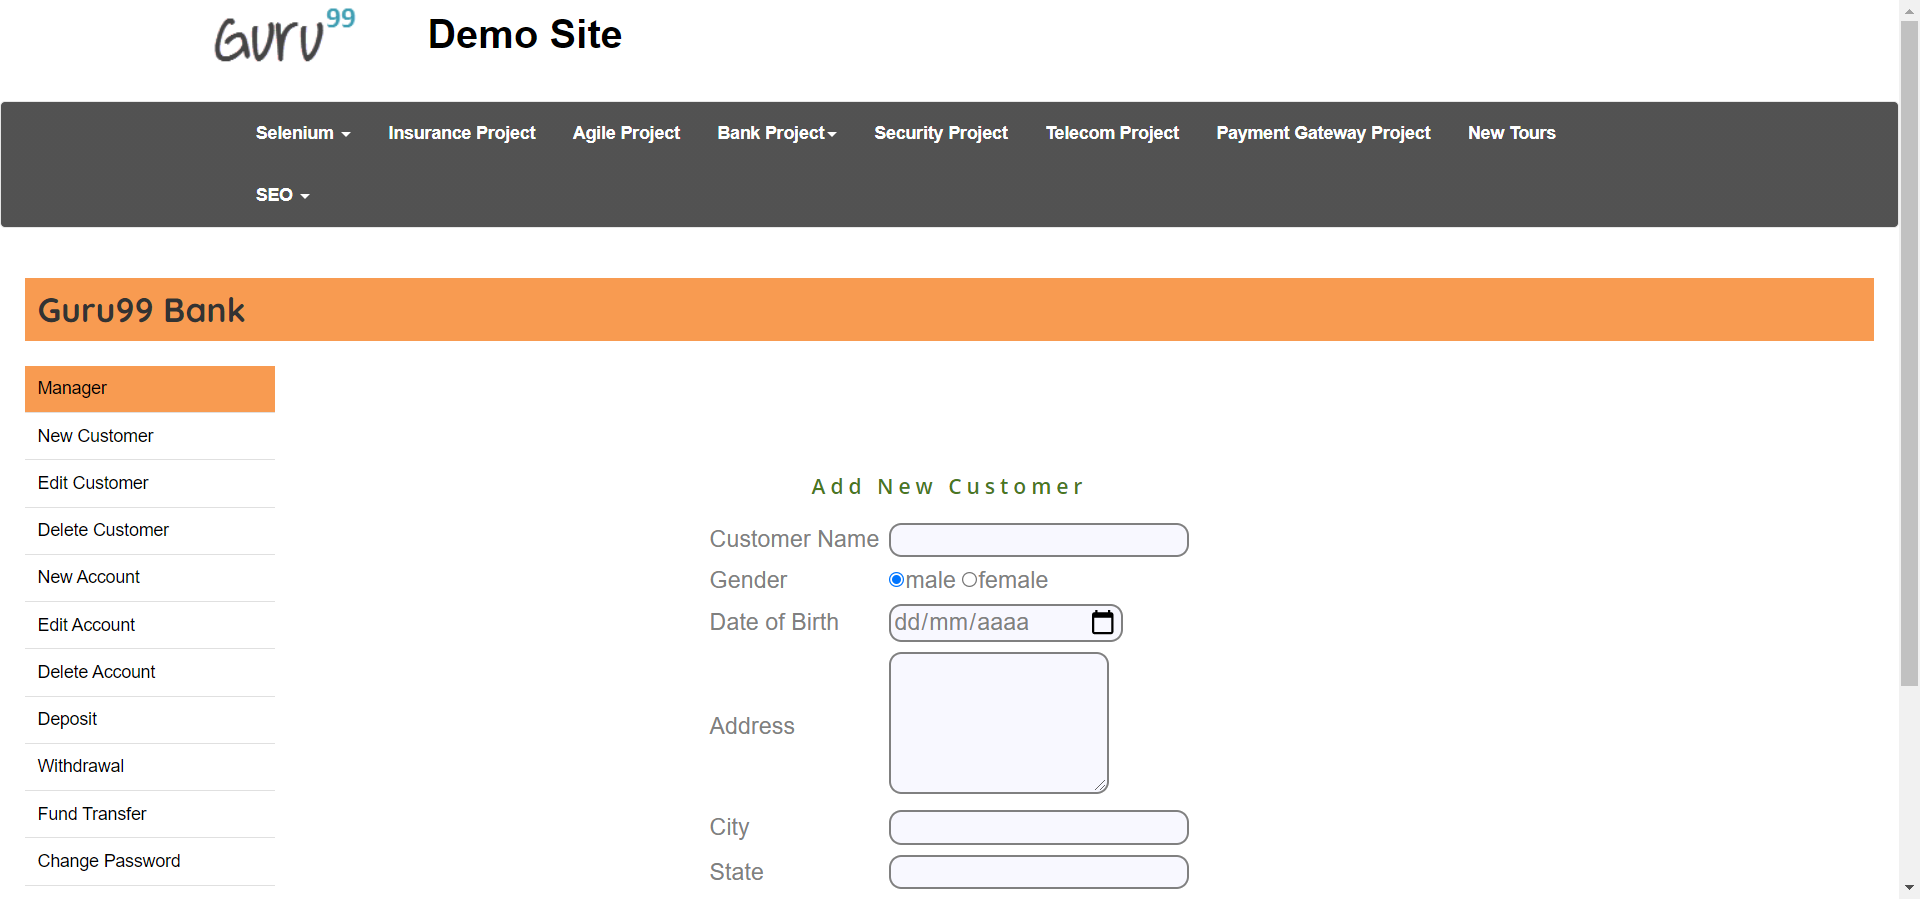 Guru99
Demo Site
Selenium Insurance Project Agile Project Bank Project Security Project Telecom Project Payment Gateway Project New Tours
SEO
Guru99 Bank
Manager
New Customer
Edit Customer
Delete Customer
New Account
Edit Account
Delete Account
Deposit
Withdrawal
Fund Transfer
Change Password
Add New Customer
Customer Name
Gender male female
Date of Birth dd/mm/aaaa
Address
City
State